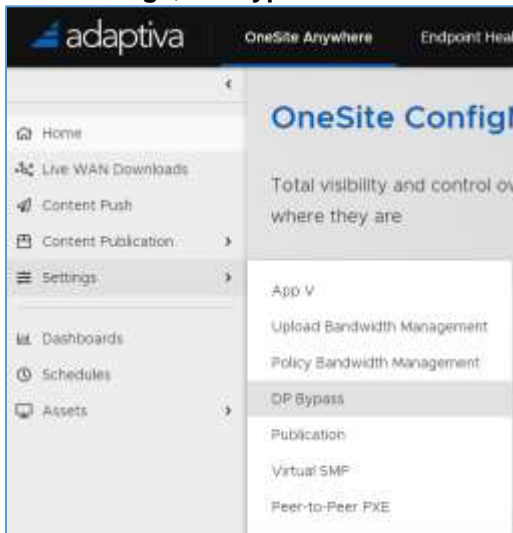 adaptiva
OneSite Anywhere
Endpoint Hea
OneSite Config
Total visibility and control ov
where they are
Home
Live WAN Downloads
Content Push
Content Publication
Settings
Dashboards
Schedules
Assets
App V
Upload Bandwidth Management
Policy Bandwidth Management
DP Bypass
Publication
Virtual SMP
Peer-to-Peer PXE